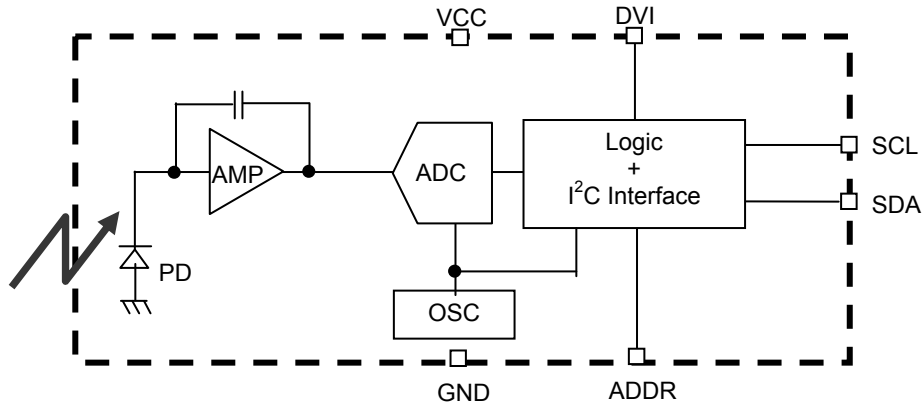 VCC
DVI
Logic
+
I²C Interface
SCL
SDA
AMP
ADC
PD
OSC
GND
ADDR